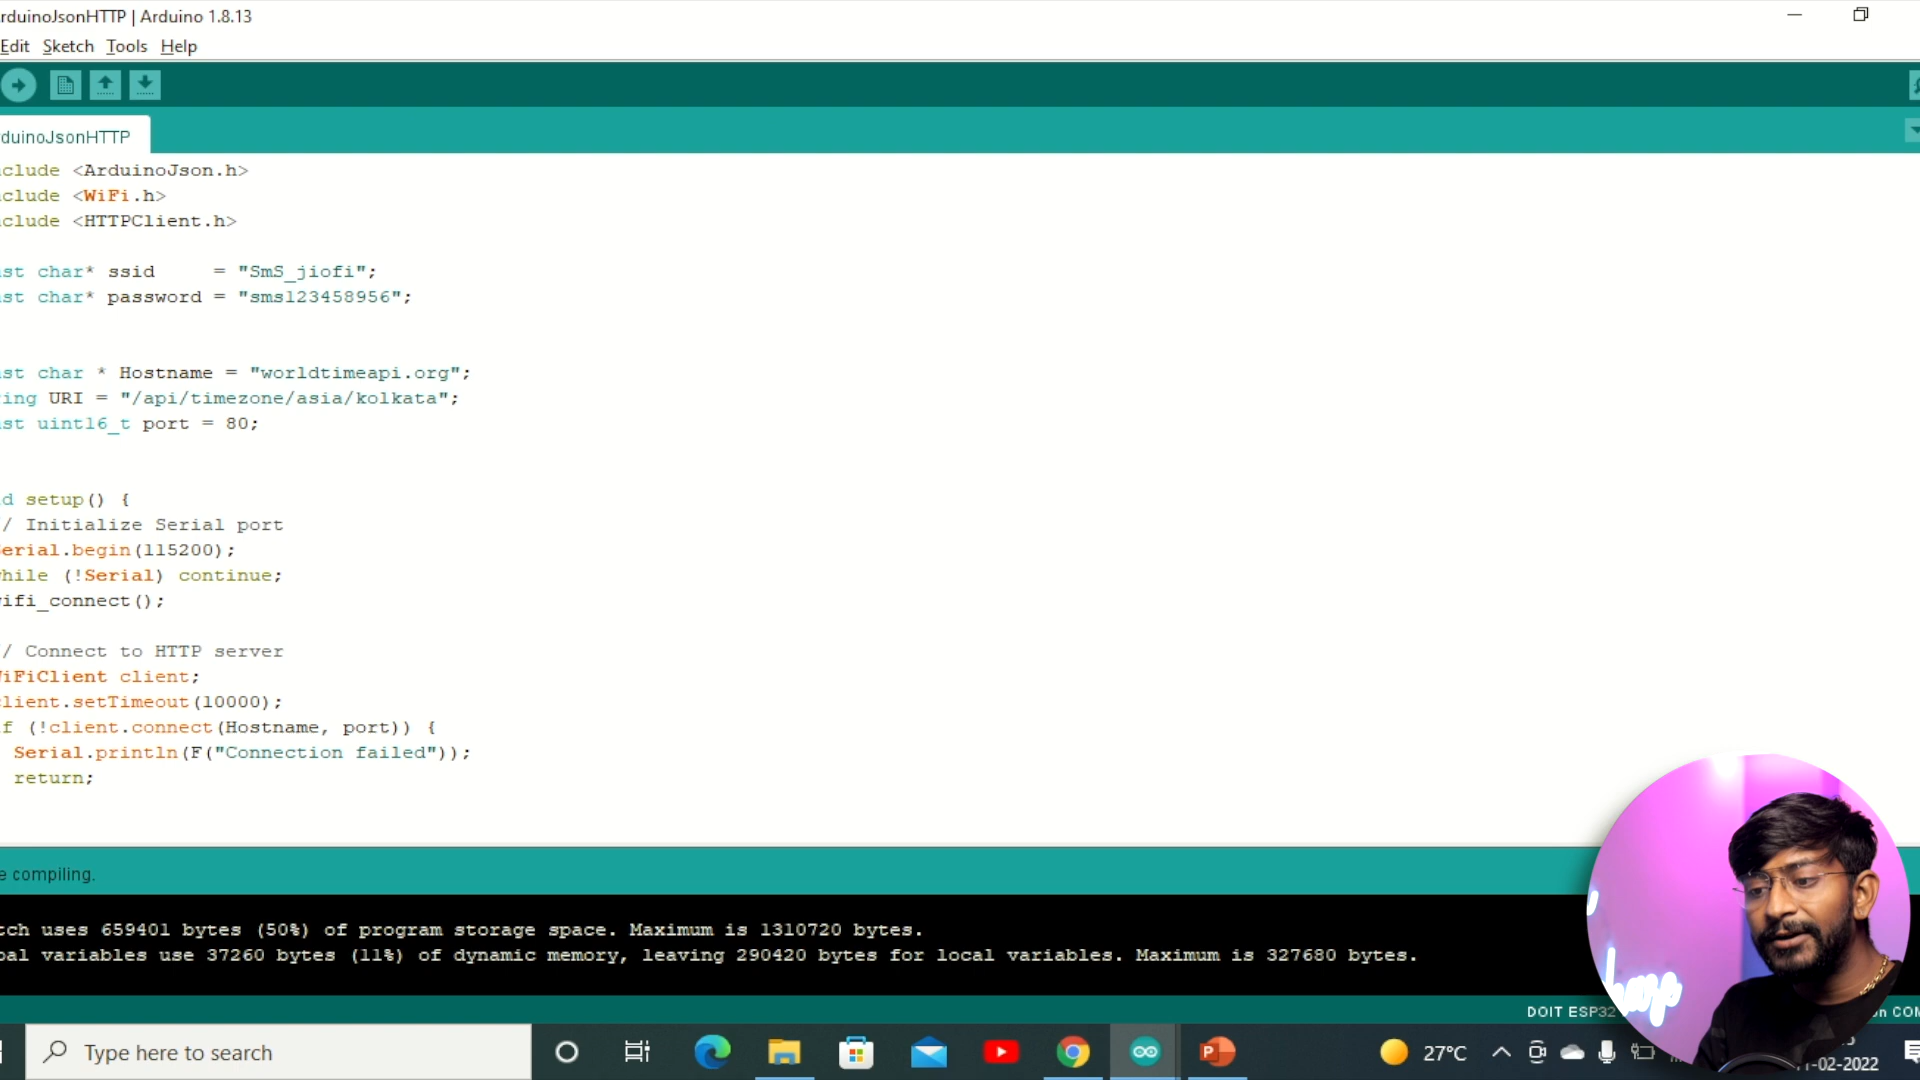 rduinoJsonHTTP | Arduino 1.8.13
Edit Sketch Tools Help
duinoJsonHTTP
clude <ArduinoJson.h>
clude <WiFi.h>
clude <HTTPClient.h>
st char* ssid     = "SmS_jiofi";
st char* password = "sms123458956";
st char * Hostname = "worldtimeapi.org";
ing URI = "/api/timezone/asia/kolkata";
st uint16_t port = 80;
d setup() {
/ Initialize Serial port
erial.begin(115200);
hile (!Serial) continue;
ifi_connect();
/ Connect to HTTP server
iFiClient client;
lient.setTimeout(10000);
f (!client.connect(Hostname, port)) {
Serial.println(F("Connection failed"));
return;
e compiling.
tch uses 659401 bytes (50%) of program storage space. Maximum is 1310720 bytes.
bal variables use 37260 bytes (11%) of dynamic memory, leaving 290420 bytes for local variables. Maximum is 327680 bytes.
DOIT ESP32
n COM
Type here to search
27°C
-02-2022